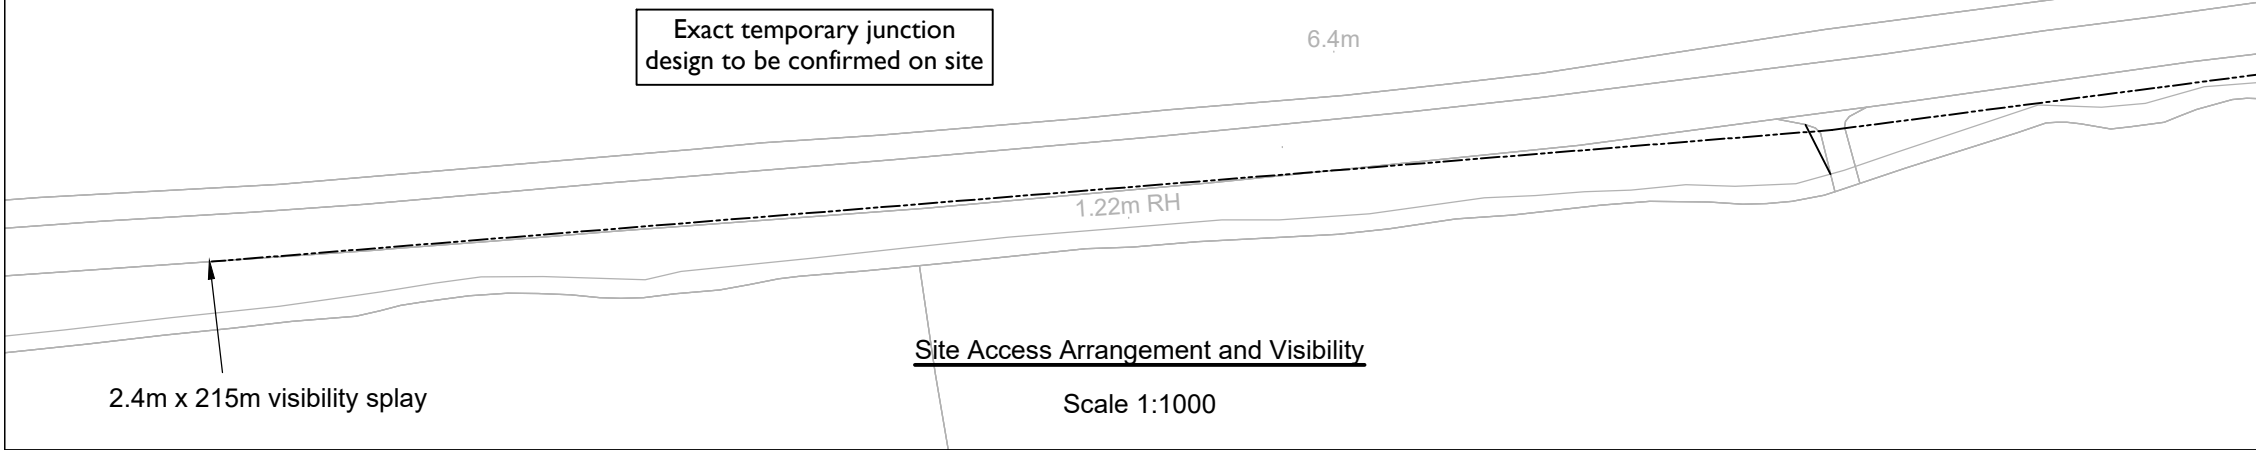 Exact temporary junction
design to be confirmed on site
6.4m
1.22m RH
Site Access Arrangement and Visibility
2.4m x 215m visibility splay
Scale 1:1000